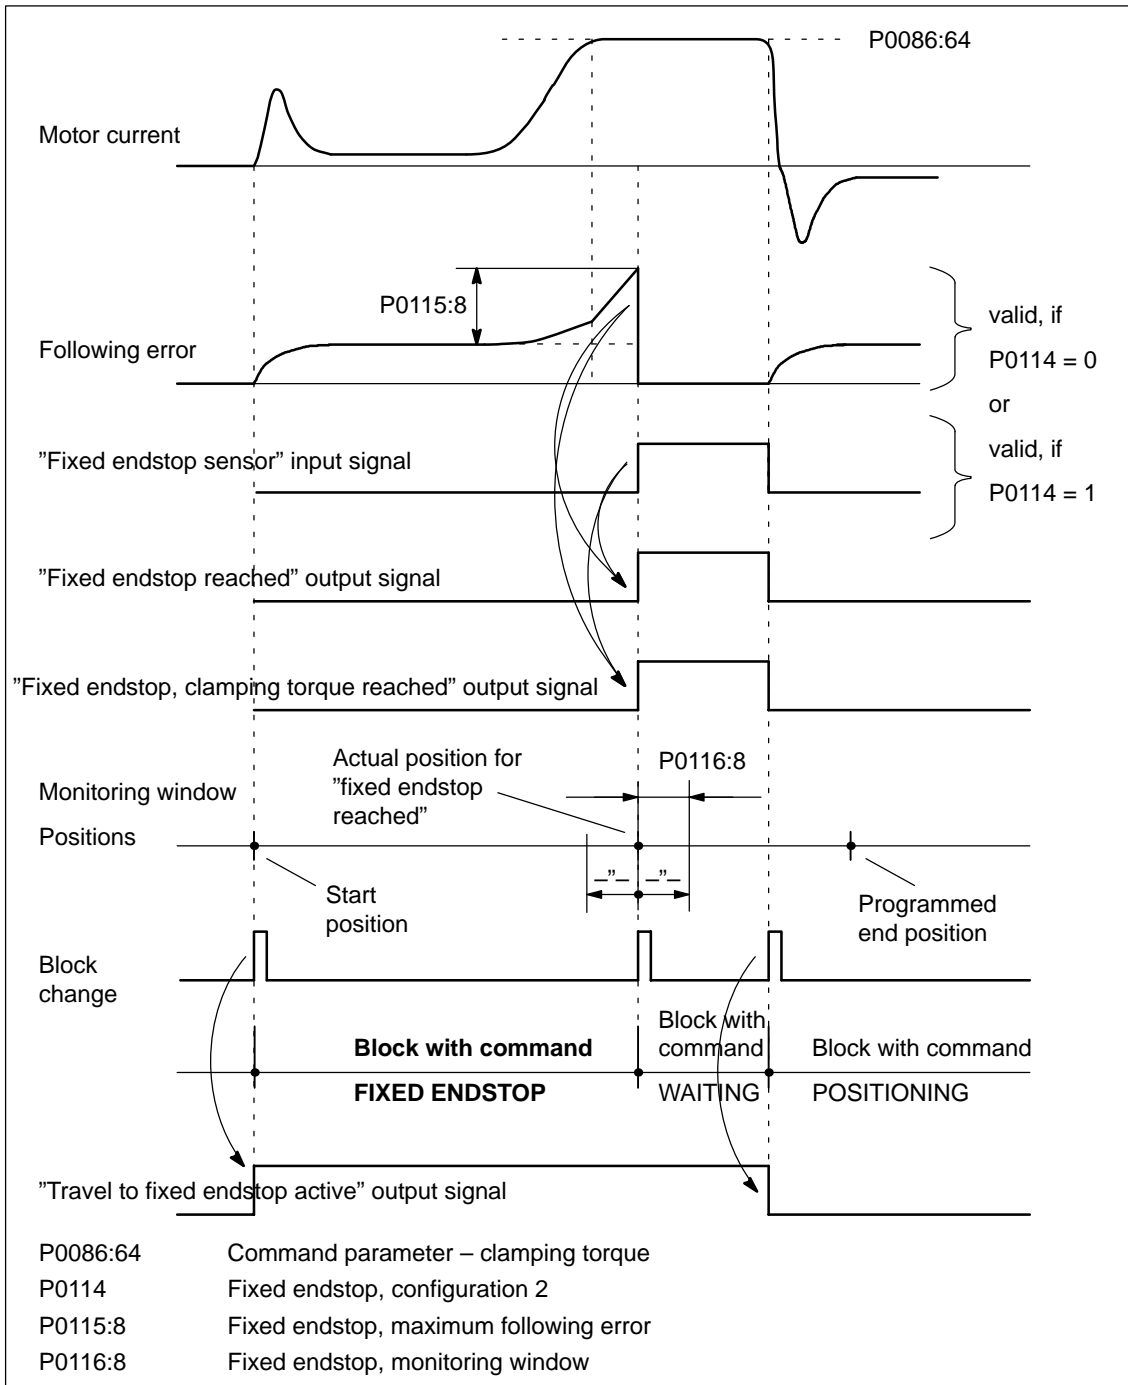 P0086:64
Motor current
P0115:8
Following error
valid, if
P0114 = 0
or
valid, if
P0114 = 1
”Fixed endstop sensor” input signal
”Fixed endstop reached” output signal
”Fixed endstop, clamping torque reached” output signal
Actual position for
”fixed endstop
reached”
P0116:8
Monitoring window
Positions
_”_ _”_
Start
position
Programmed
end position
Block
change
Block with command
FIXED ENDSTOP
Block with
command
WAITING
Block with command
POSITIONING
”Travel to fixed endstop active” output signal
P0086:64 Command parameter – clamping torque
P0114 Fixed endstop, configuration 2
P0115:8 Fixed endstop, maximum following error
P0116:8 Fixed endstop, monitoring window